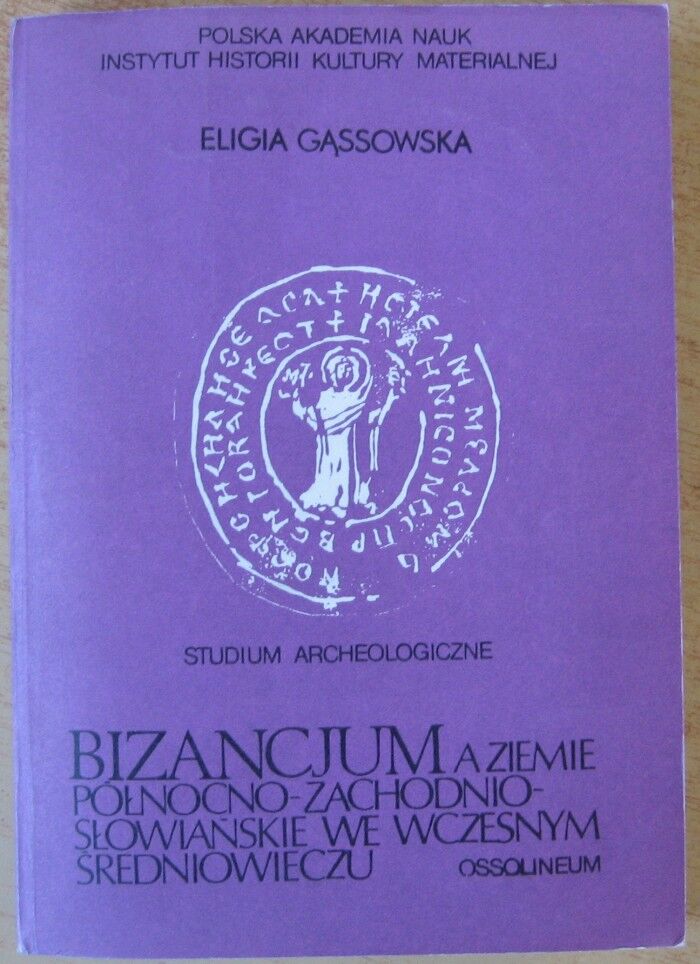 POLSKA AKADEMIA NAUK
INSTYTUT HISTORII KULTURY MATERIALNEJ
ELIGIA GĄSSOWSKA
STUDIUM ARCHEOLOGICZNE
BIZANCJUM A ZIEMIE
PÓŁNOCNO-ZACHODNIO-
SŁOWIAŃSKIE WE WCZESNYM
ŚREDNIOWIECZU OSSOLINEUM